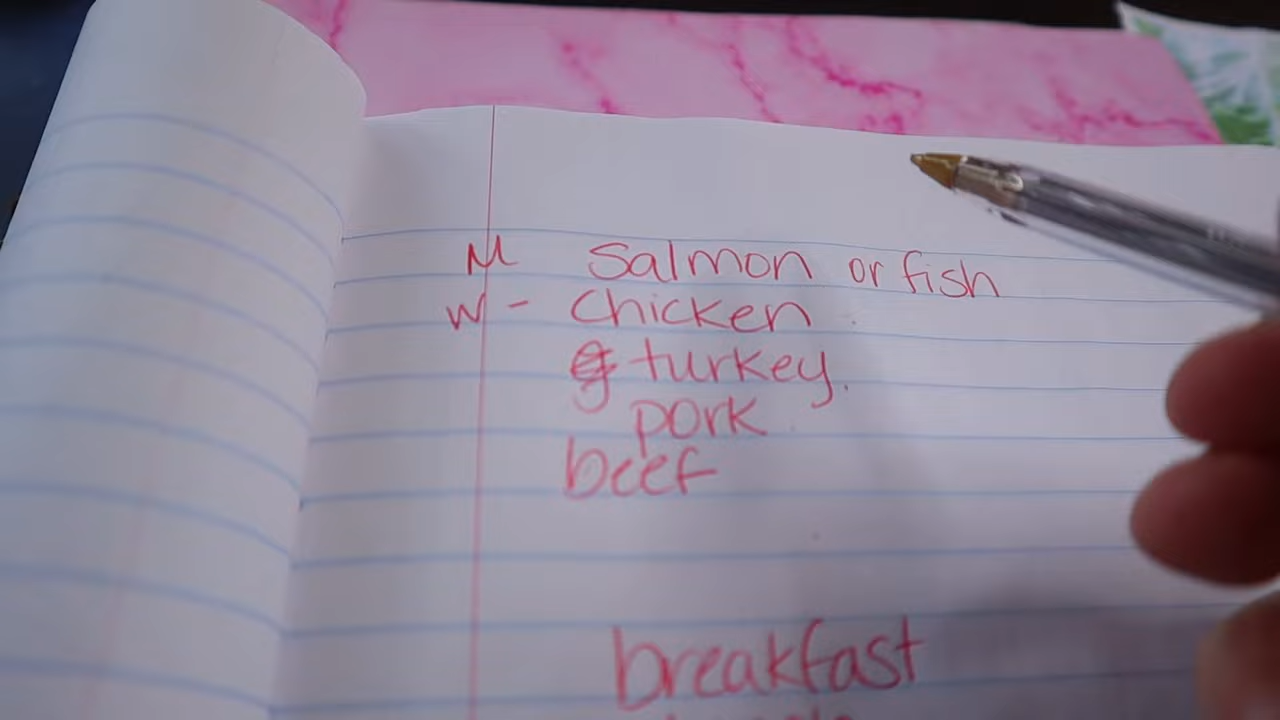 M Salmon or fish
W - Chicken
turkey.
pork
beef
breakfast